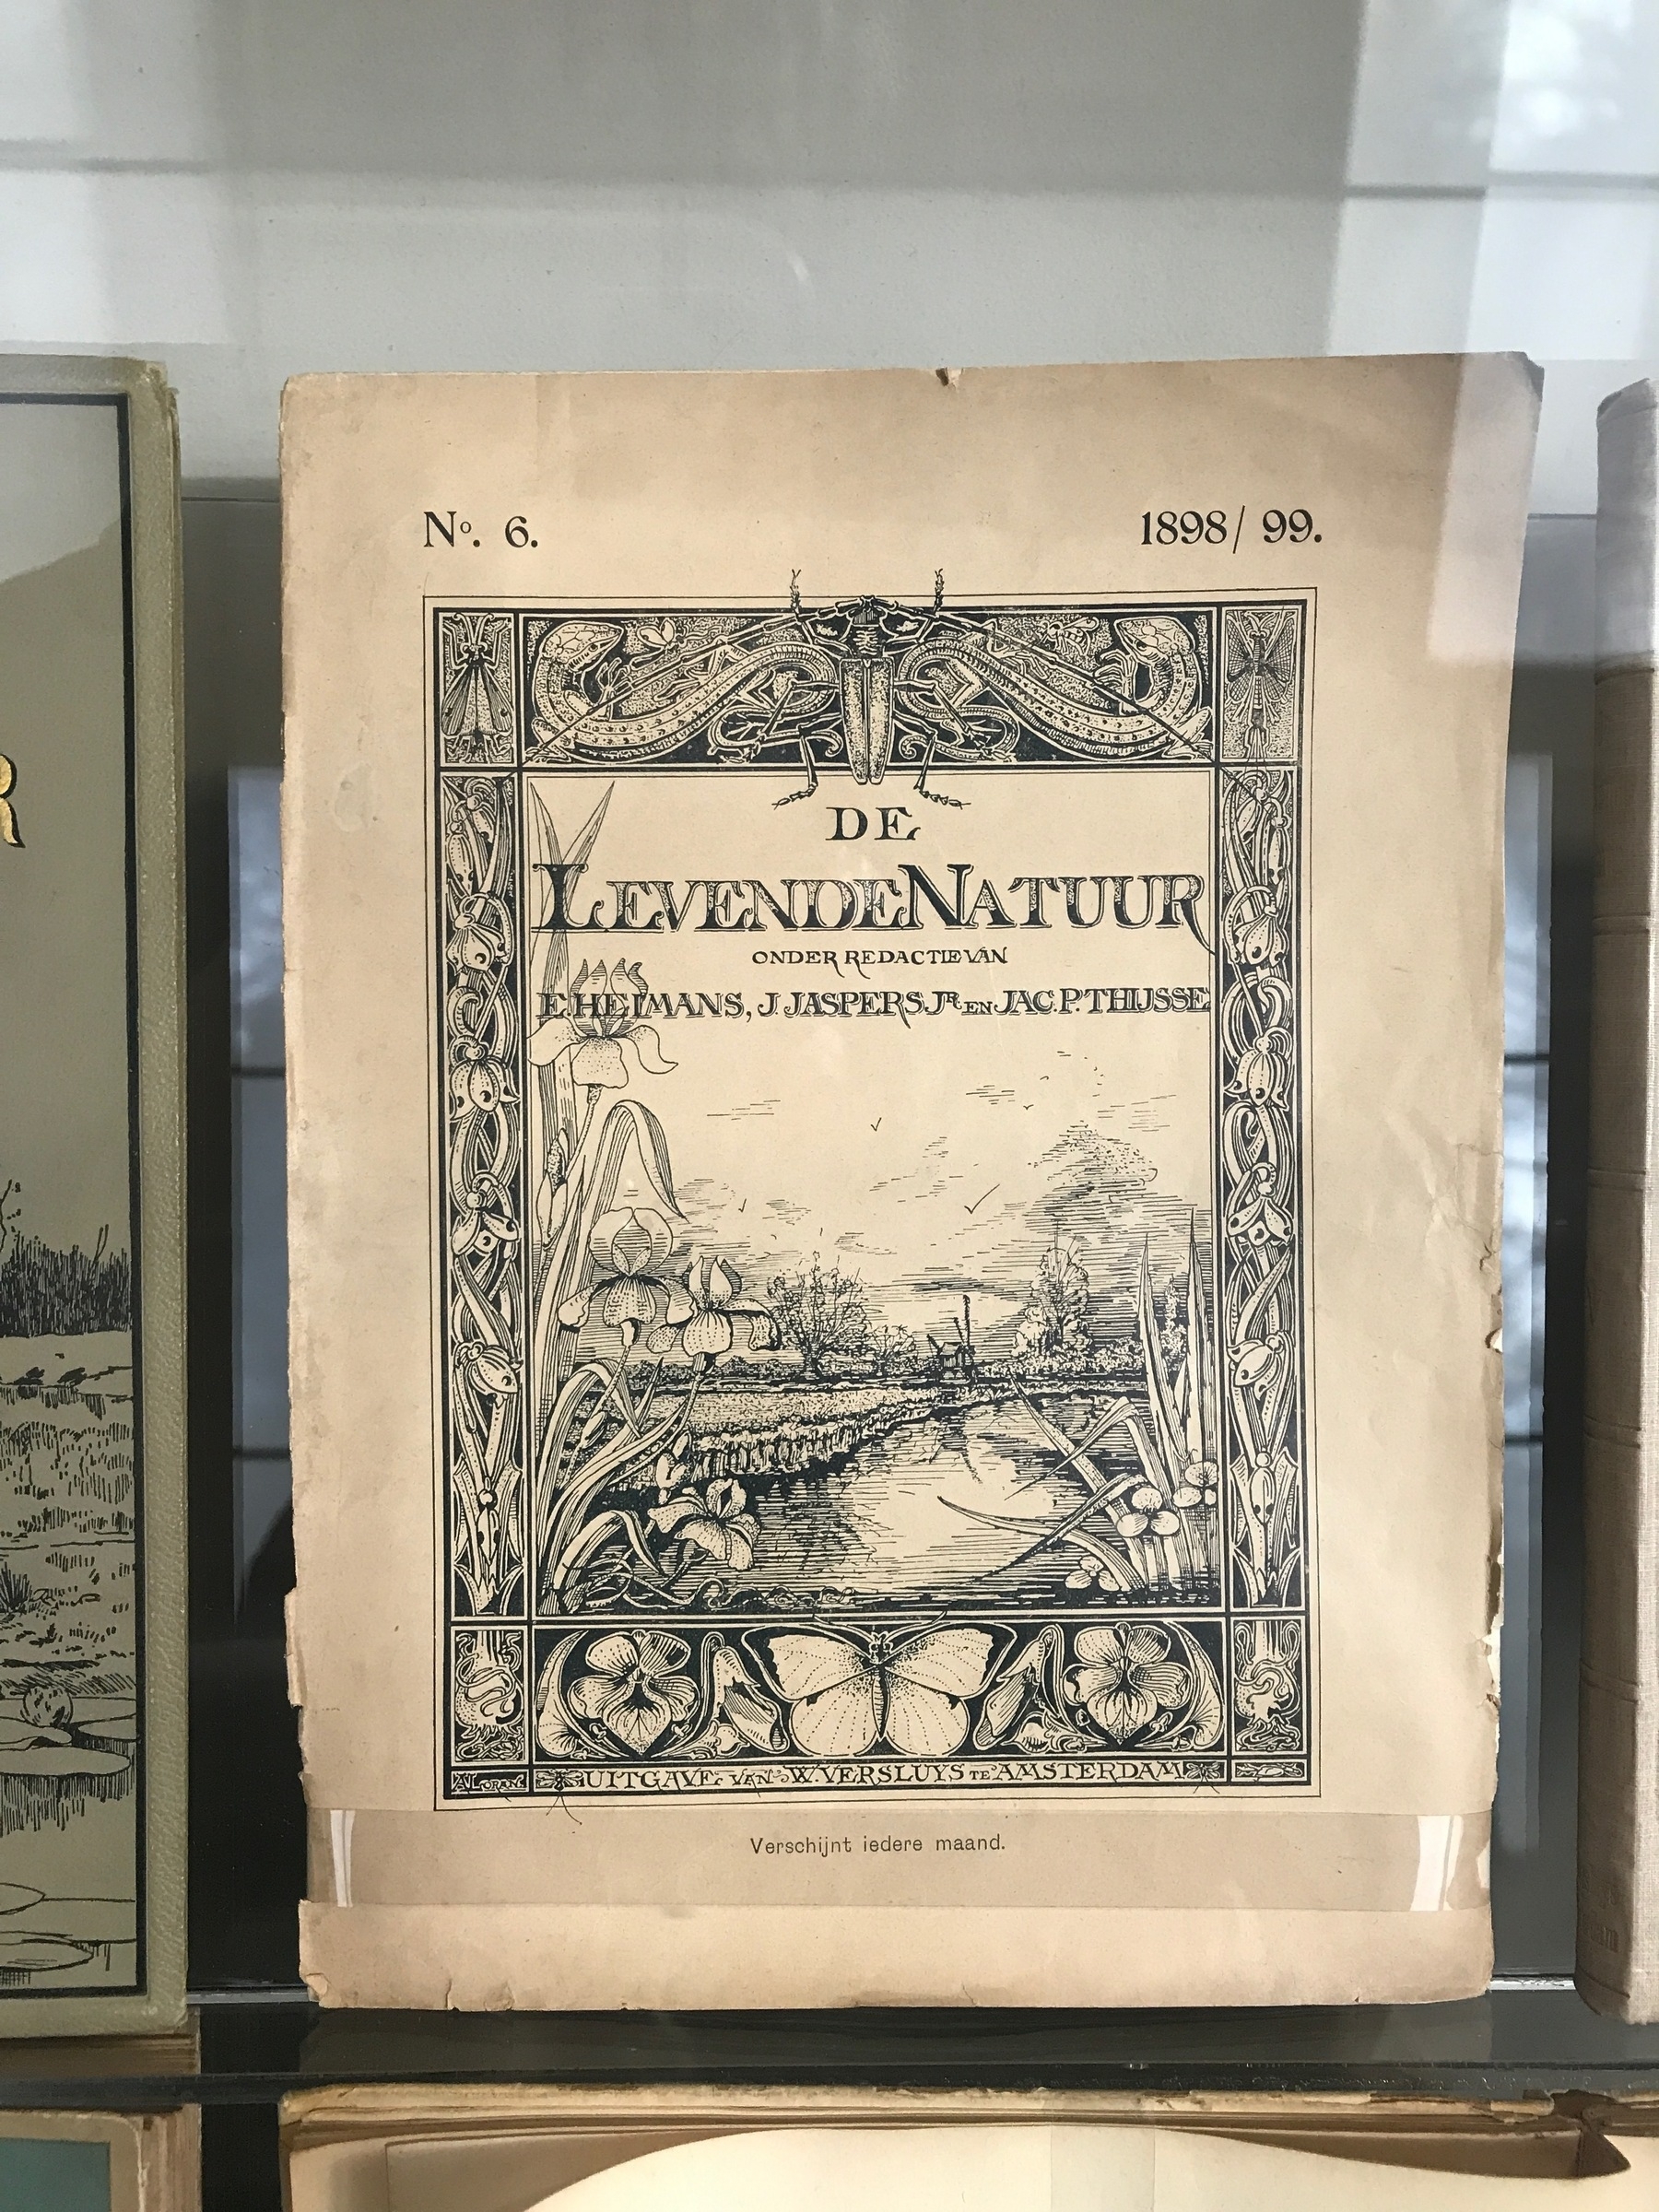 Nº. 6.
1898/ 99.
R
DE
LEVENDE NATUUR
ONDER REDACTIE VAN
E. HEIMANS, J. JASPERS JR EN JAC. P. THIJSSE
A. LORAN.
UITGAVE VAN W. VERSLUYS TE AMSTERDAM
Verschijnt iedere maand.